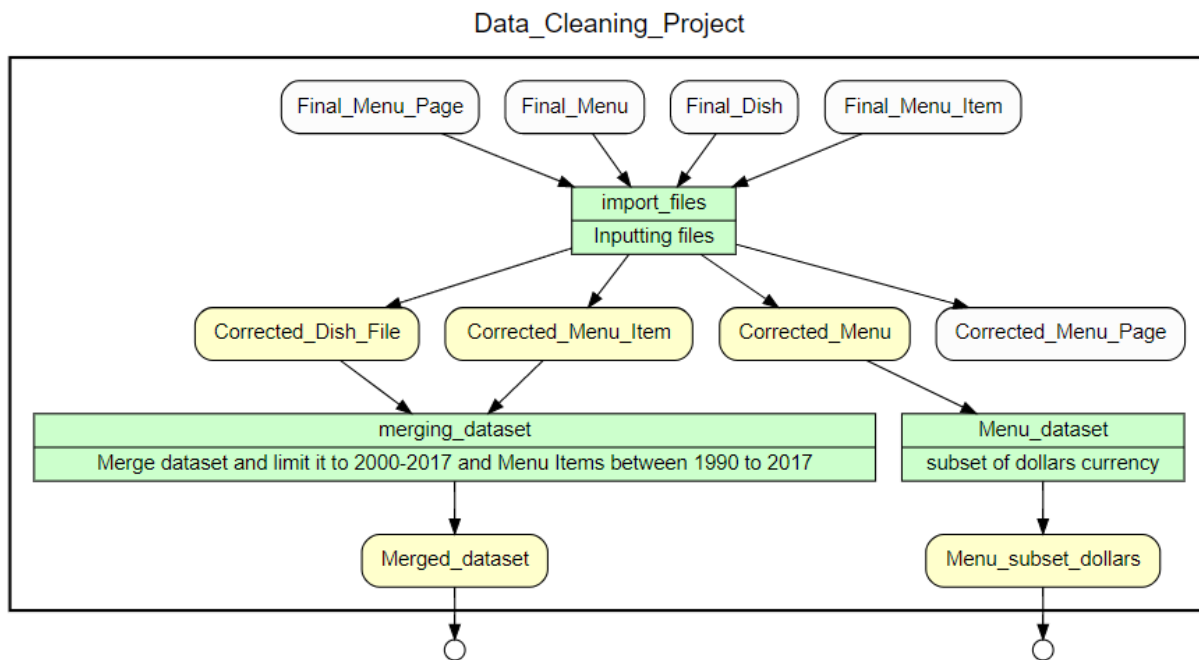 Data_Cleaning_Project
Final_Menu_Page
Final_Menu
Final_Dish
Final_Menu_Item
import_files
Inputting files
Corrected_Dish_File
Corrected_Menu_Item
Corrected_Menu
Corrected_Menu_Page
merging_dataset
Merge dataset and limit it to 2000-2017 and Menu Items between 1990 to 2017
Menu_dataset
subset of dollars currency
Merged_dataset
Menu_subset_dollars